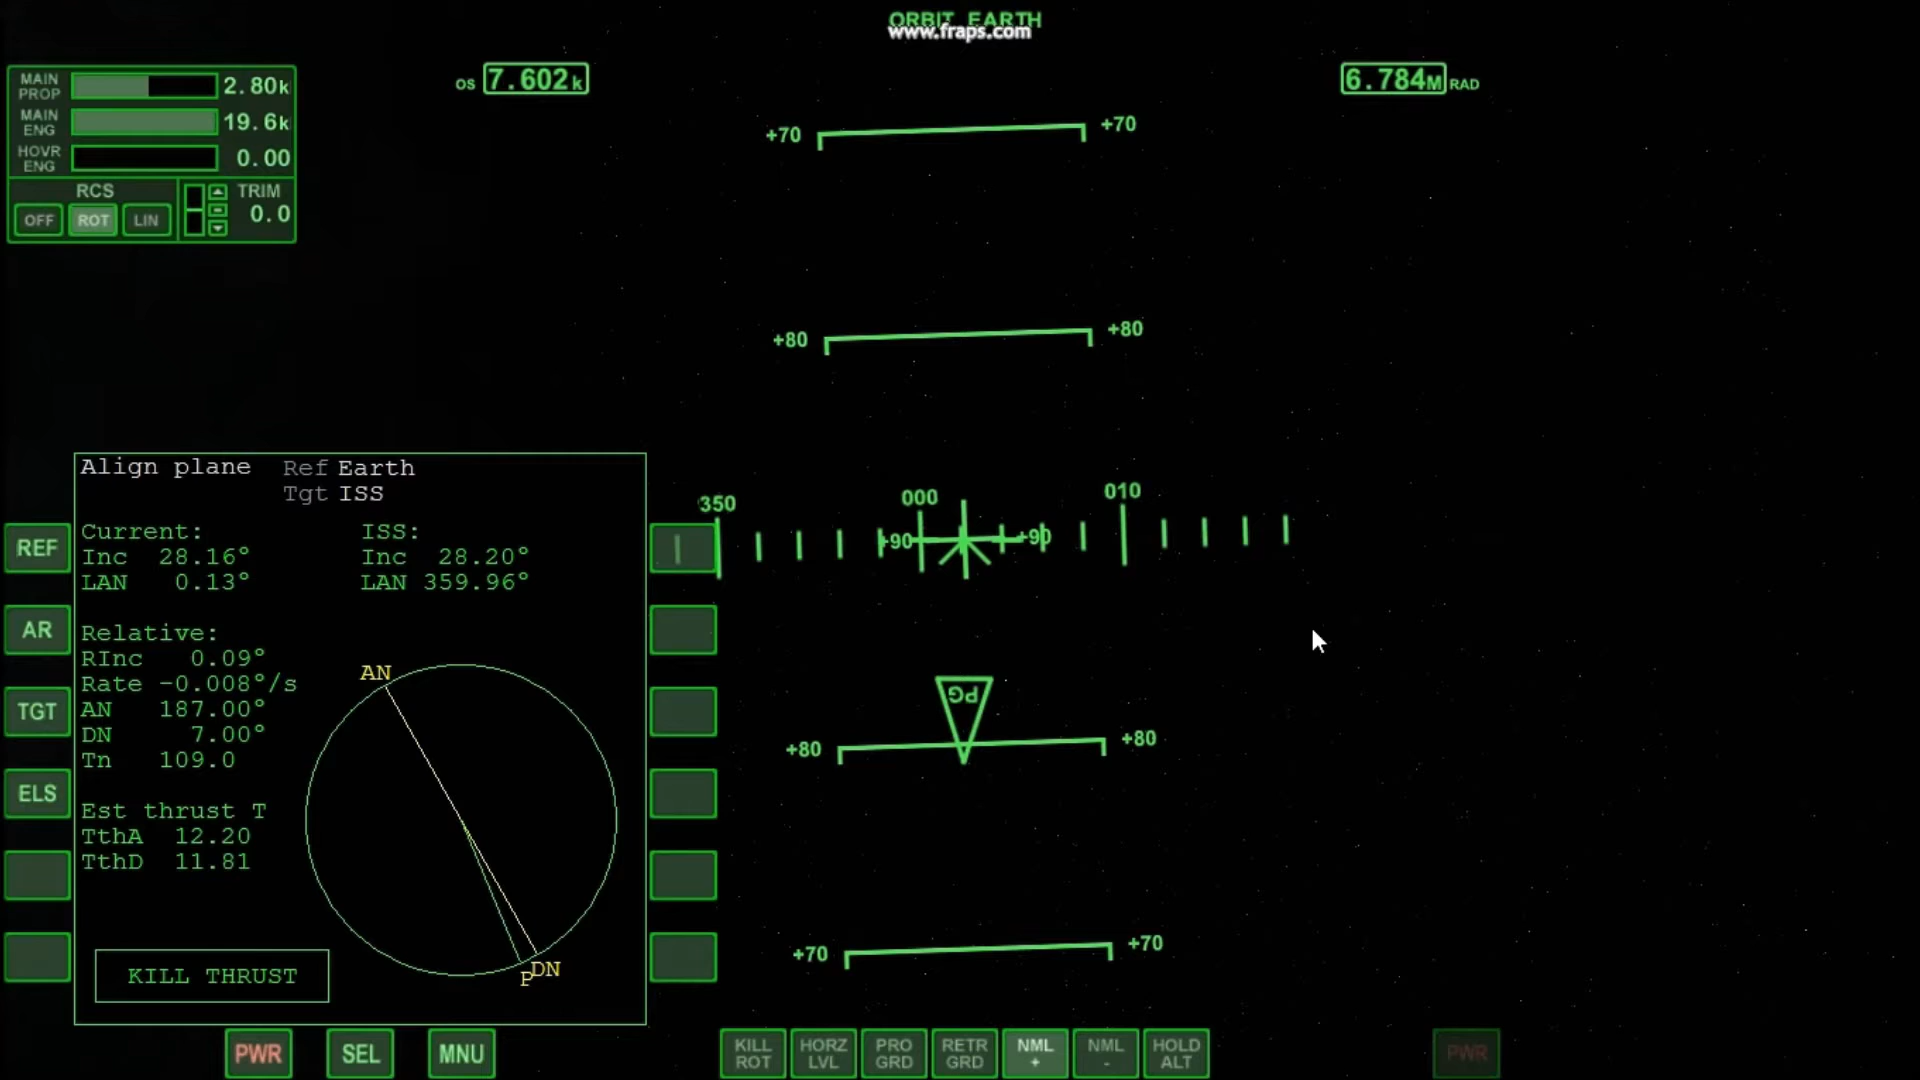 ORBIT EARTH
www.fraps.com
MAIN PROP 2.80k
MAIN ENG 19.6k
HOVR ENG 0.00
RCS TRIM
OFF ROT LIN 0.0
OS 7.602k
6.784M RAD
+70 +70
+80 +80
350 000 010
+90 +90
PG
+80 +80
+70 +70
Align plane Ref Earth
Tgt ISS
Current: ISS:
Inc 28.16° Inc 28.20°
LAN 0.13° LAN 359.96°
Relative:
RInc 0.09°
Rate -0.008°/s
AN 187.00°
DN 7.00°
Tn 109.0
Est thrust T
TthA 12.20
TthD 11.81
KILL THRUST
AN
P DN
REF
AR
TGT
ELS
PWR SEL MNU
KILL ROT
HORZ LVL
PRO GRD
RETR GRD
NML +
NML -
HOLD ALT
PWR